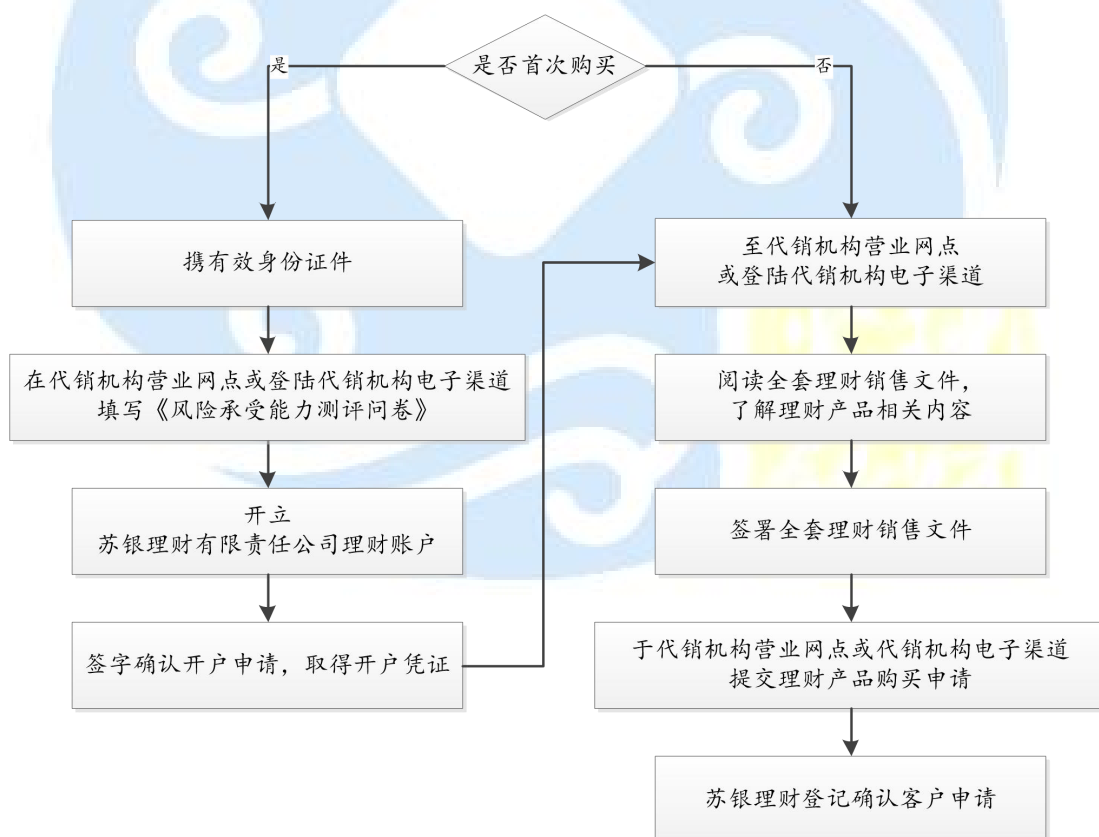 是否首次购买
是
否
携有效身份证件
在代销机构营业网点或登陆代销机构电子渠道
填写《风险承受能力测评问卷》
开立
苏银理财有限责任公司理财账户
签字确认开户申请，取得开户凭证
至代销机构营业网点
或登陆代销机构电子渠道
阅读全套理财销售文件，
了解理财产品相关内容
签署全套理财销售文件
于代销机构营业网点或代销机构电子渠道
提交理财产品购买申请
苏银理财登记确认客户申请